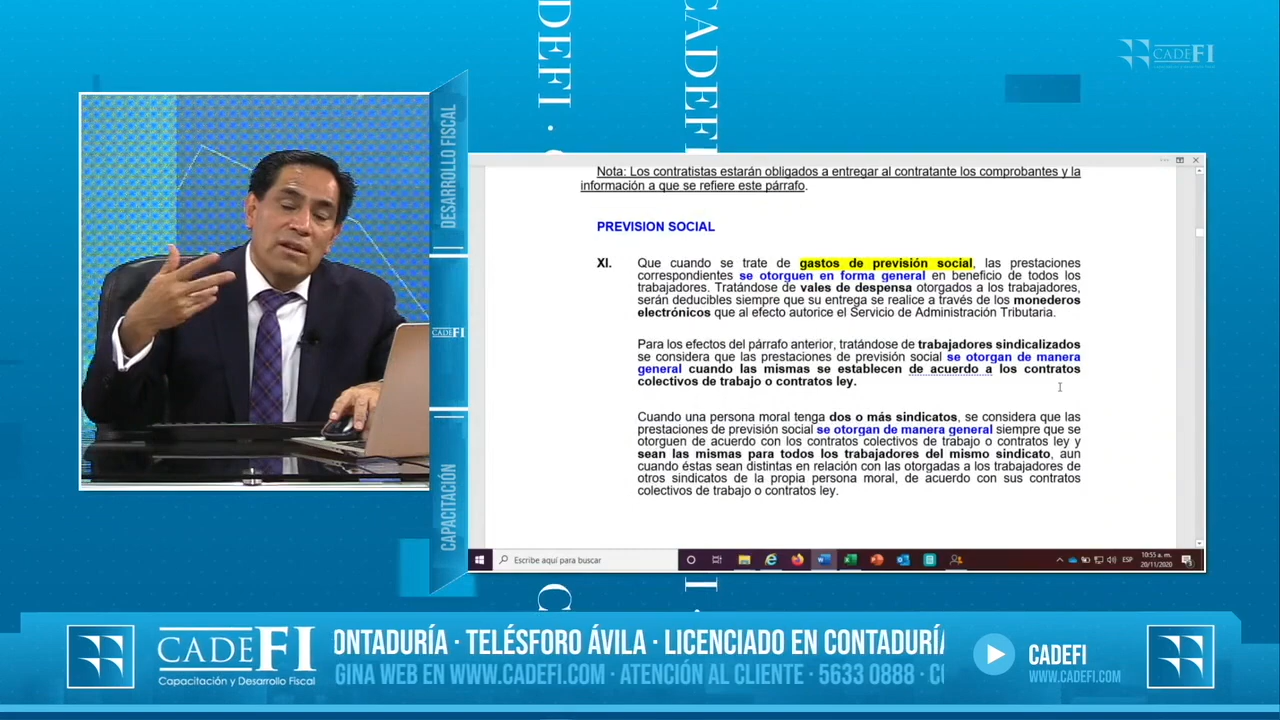 DEFI ·
CADEFI
CADEFI
DESARROLLO FISCAL
CADEFI
CAPACITACIÓN
Nota: Los contratistas estarán obligados a entregar al contratante los comprobantes y la
información a que se refiere este párrafo.
PREVISION SOCIAL
XI. Que cuando se trate de gastos de previsión social, las prestaciones
correspondientes se otorguen en forma general en beneficio de todos los
trabajadores. Tratándose de vales de despensa otorgados a los trabajadores,
serán deducibles siempre que su entrega se realice a través de los monederos
electrónicos que al efecto autorice el Servicio de Administración Tributaria.
Para los efectos del párrafo anterior, tratándose de trabajadores sindicalizados
se considera que las prestaciones de previsión social se otorgan de manera
general cuando las mismas se establecen de acuerdo a los contratos
colectivos de trabajo o contratos ley.
Cuando una persona moral tenga dos o más sindicatos, se considera que las
prestaciones de previsión social se otorgan de manera general siempre que se
otorguen de acuerdo con los contratos colectivos de trabajo o contratos ley y
sean las mismas para todos los trabajadores del mismo sindicato, aun
cuando éstas sean distintas en relación con las otorgadas a los trabajadores de
otros sindicatos de la propia persona moral, de acuerdo con sus contratos
colectivos de trabajo o contratos ley.
Escribe aquí para buscar
ESP
10:55 a. m.
20/11/2020
CADEFI
Capacitación y Desarrollo Fiscal
ONTADURÍA · TELÉSFORO ÁVILA · LICENCIADO EN CONTADURÍA
GINA WEB EN WWW.CADEFI.COM · ATENCIÓN AL CLIENTE · 5633 0888 ·
CADEFI
WWW.CADEFI.COM